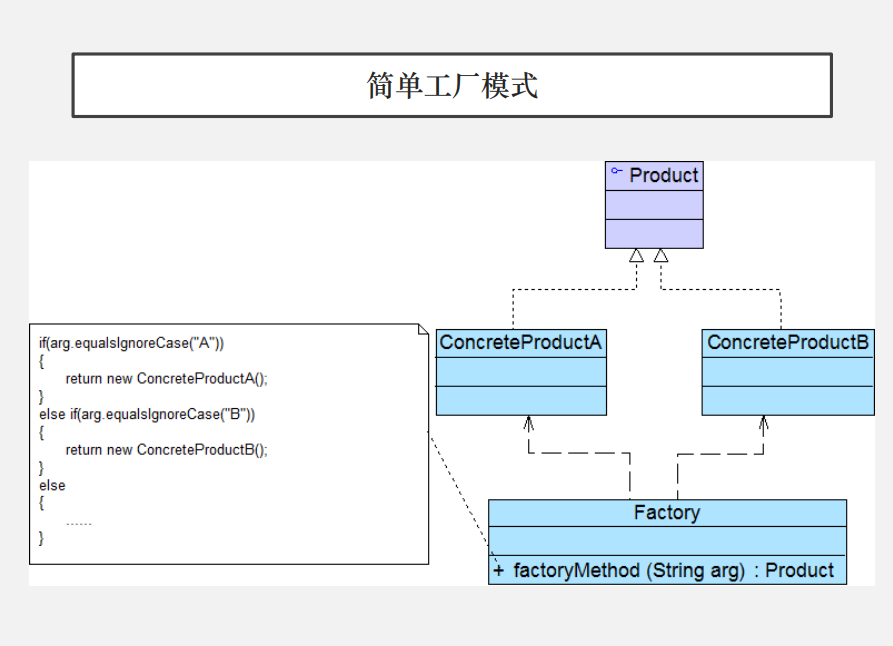 简单工厂模式
Product
ConcreteProductA
ConcreteProductB
if(arg.equalsIgnoreCase("A"))
{
return new ConcreteProductA();
}
else if(arg.equalsIgnoreCase("B"))
{
return new ConcreteProductB();
}
else
{
......
}
Factory
+ factoryMethod (String arg) : Product